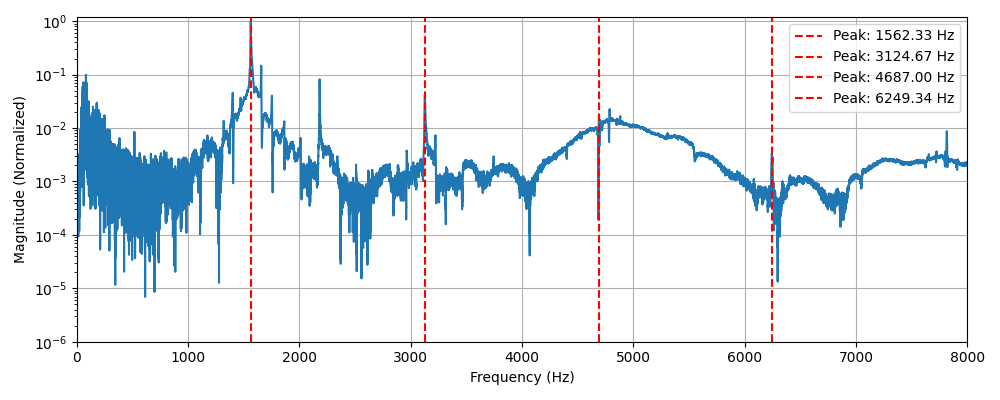 Magnitude (Normalized)
10⁰
10⁻¹
10⁻²
10⁻³
10⁻⁴
10⁻⁵
10⁻⁶
Peak: 1562.33 Hz
Peak: 3124.67 Hz
Peak: 4687.00 Hz
Peak: 6249.34 Hz
0 1000 2000 3000 4000 5000 6000 7000 8000
Frequency (Hz)